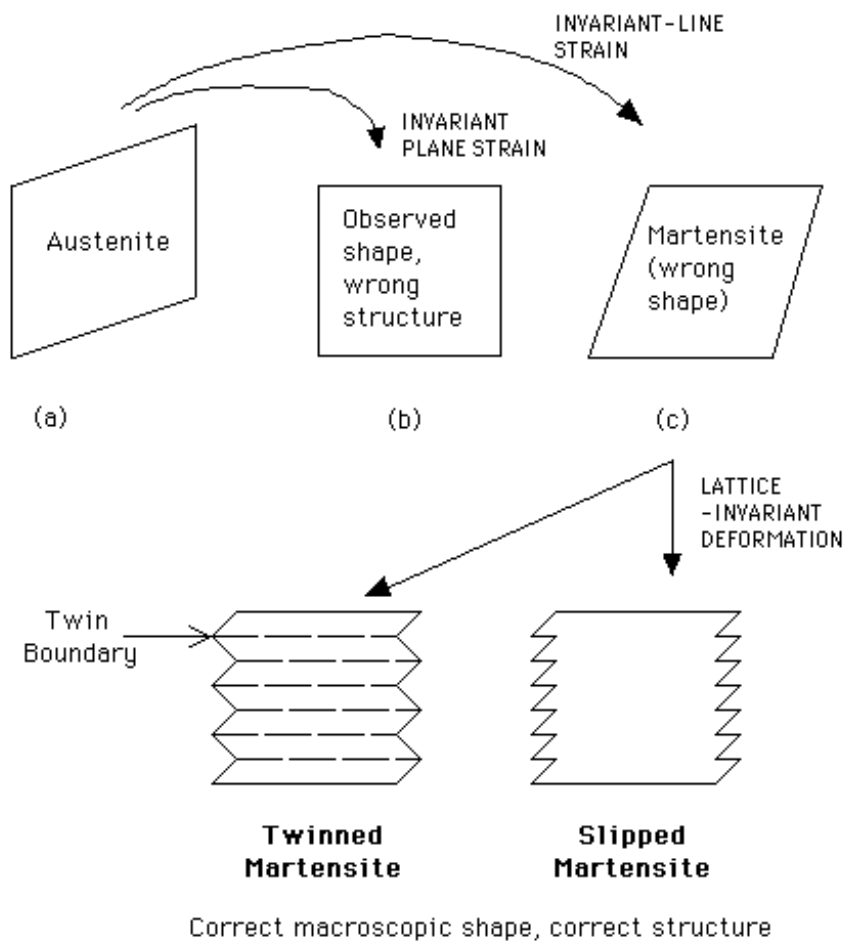 INVARIANT-LINE
STRAIN
INVARIANT
PLANE STRAIN
Austenite
Observed
shape,
wrong
structure
Martensite
(wrong
shape)
(a)
(b)
(c)
LATTICE
-INVARIANT
DEFORMATION
Twin
Boundary
Twinned
Martensite
Slipped
Martensite
Correct macroscopic shape, correct structure